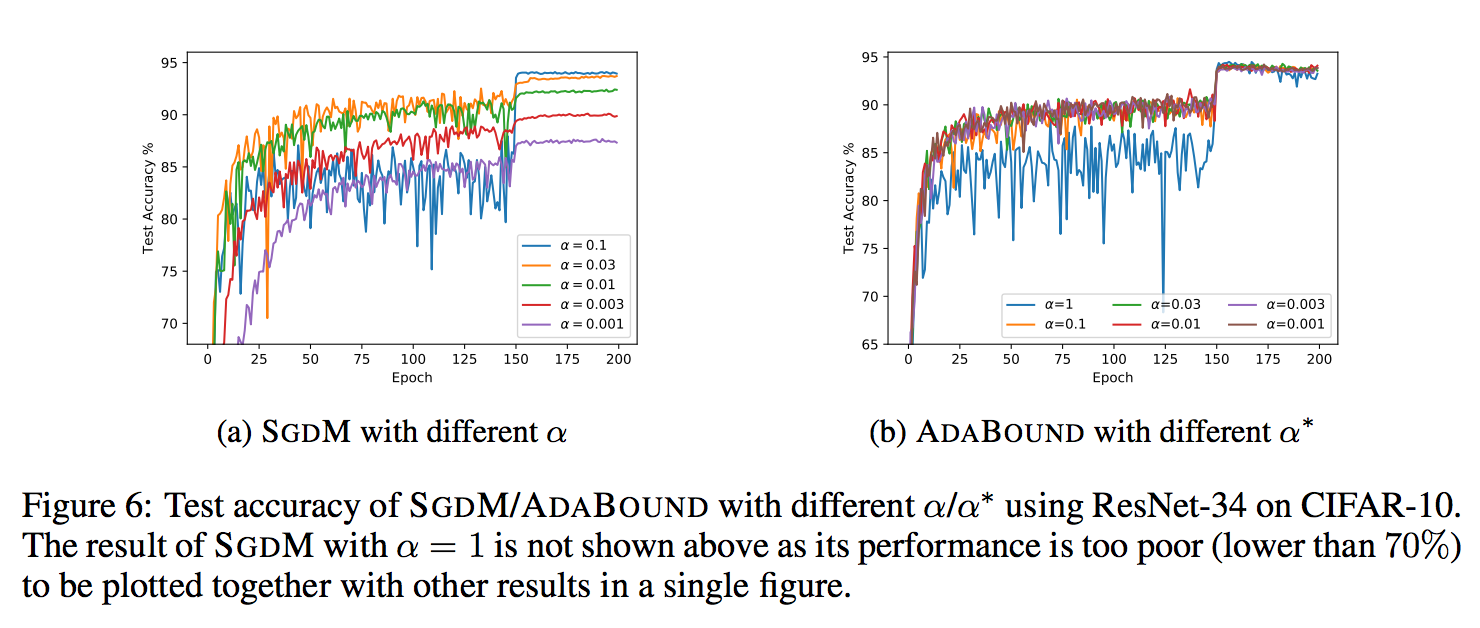 95
90
85
80
75
70
Test Accuracy %
0 25 50 75 100 125 150 175 200
Epoch
α = 0.1
α = 0.03
α = 0.01
α = 0.003
α = 0.001
(a) SGDM with different α
95
90
85
80
75
70
65
Test Accuracy %
0 25 50 75 100 125 150 175 200
Epoch
α=1 α=0.03 α=0.003
α=0.1 α=0.01 α=0.001
(b) ADABOUND with different α*
Figure 6: Test accuracy of SGDM/ADABOUND with different α/α* using ResNet-34 on CIFAR-10.
The result of SGDM with α = 1 is not shown above as its performance is too poor (lower than 70%)
to be plotted together with other results in a single figure.